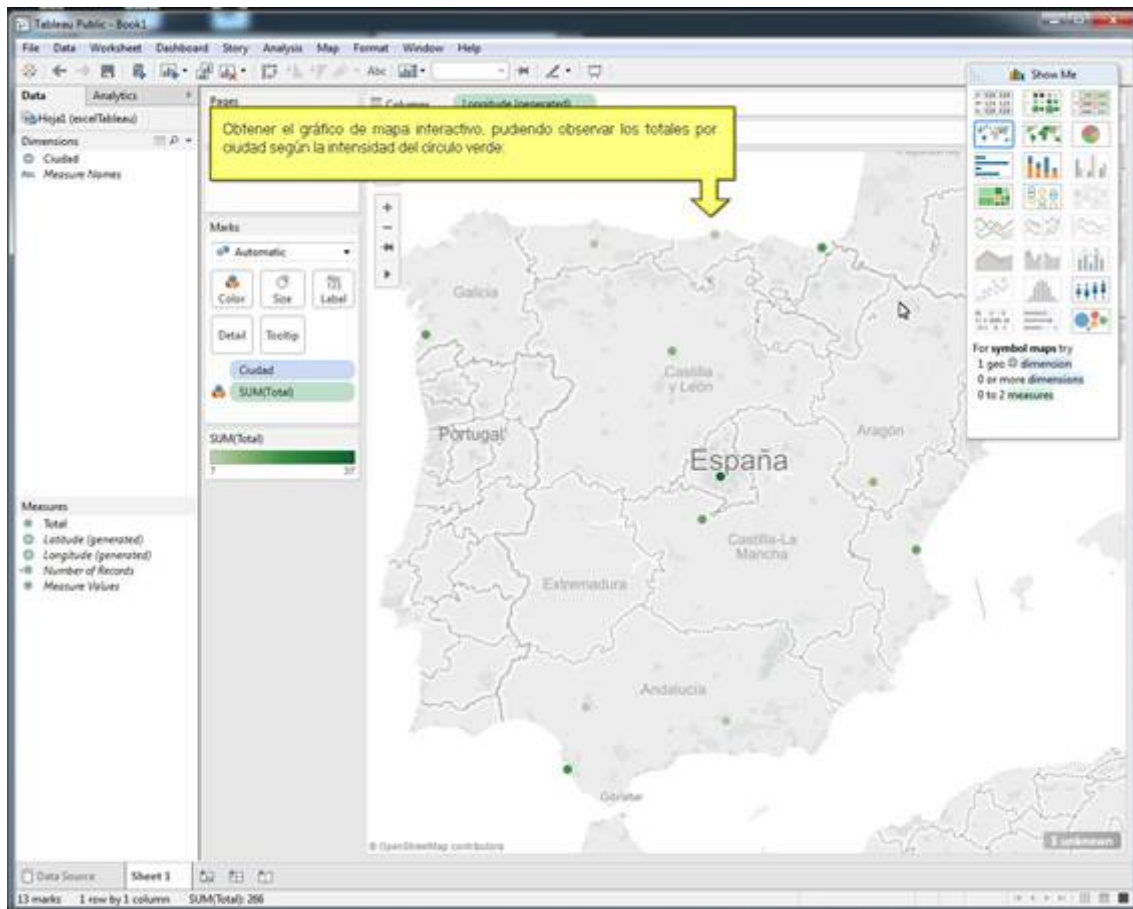 Tableau Public - Book1
File Data Worksheet Dashboard Story Analysis Map Format Window Help
Abc
Show Me
Data Analytics
Pages
Columns Longitude (generated)
Hoja1 (excelTableau)
Obtener el gráfico de mapa interactivo, pudiendo observar los totales por
ciudad según la intensidad del círculo verde.
Dimensions
Ciudad
Abc Measure Names
Marks
Automatic
Color Size Label
Detail Tooltip
Ciudad
SUM(Total)
SUM(Total)
7 37
Measures
Total
Latitude (generated)
Longitude (generated)
Number of Records
Measure Values
Galicia
Castilla
y León
Portugal
Aragón
España
Castilla-La
Mancha
Extremadura
Andalucía
Gibraltar
© OpenStreetMap contributors
1 unknown
For symbol maps try
1 geo dimension
0 or more dimensions
0 to 2 measures
Data Source Sheet 1
13 marks 1 row by 1 column SUM(Total): 266